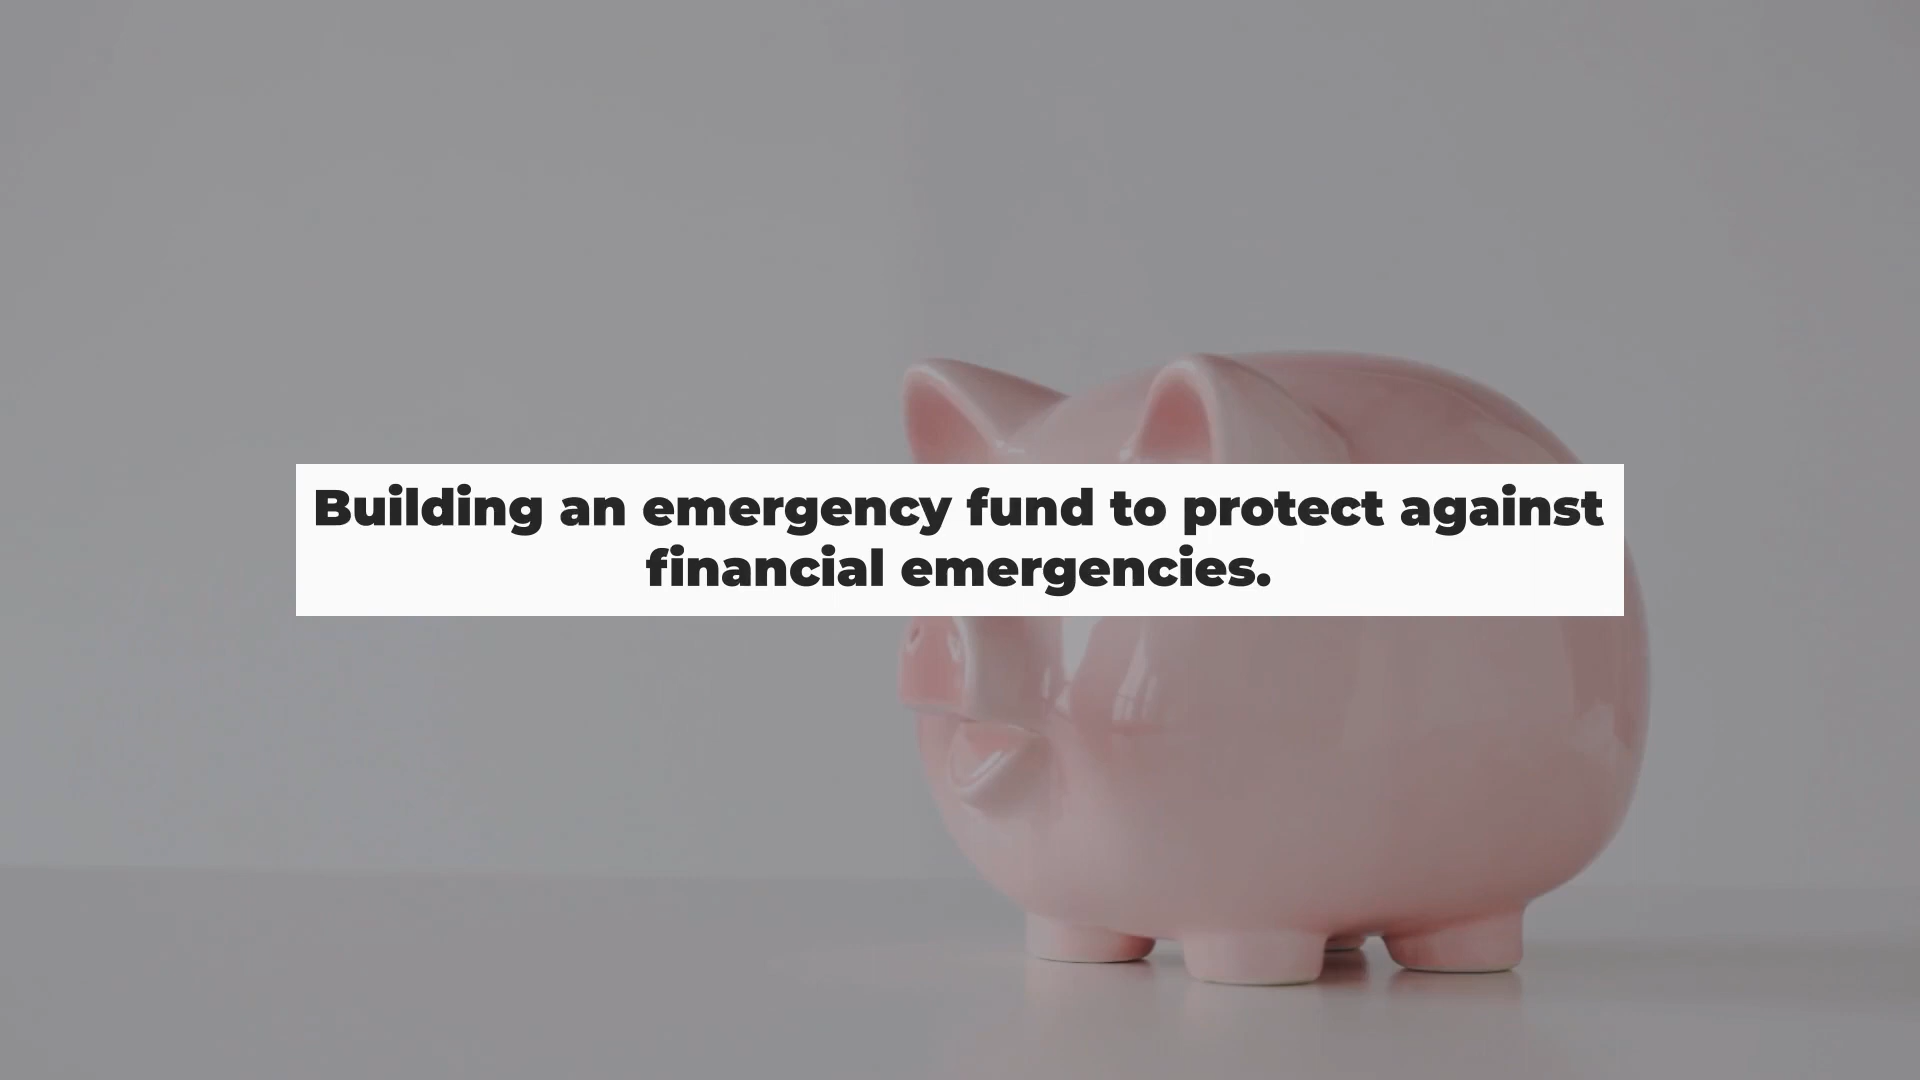 Building an emergency fund to protect against
financial emergencies.